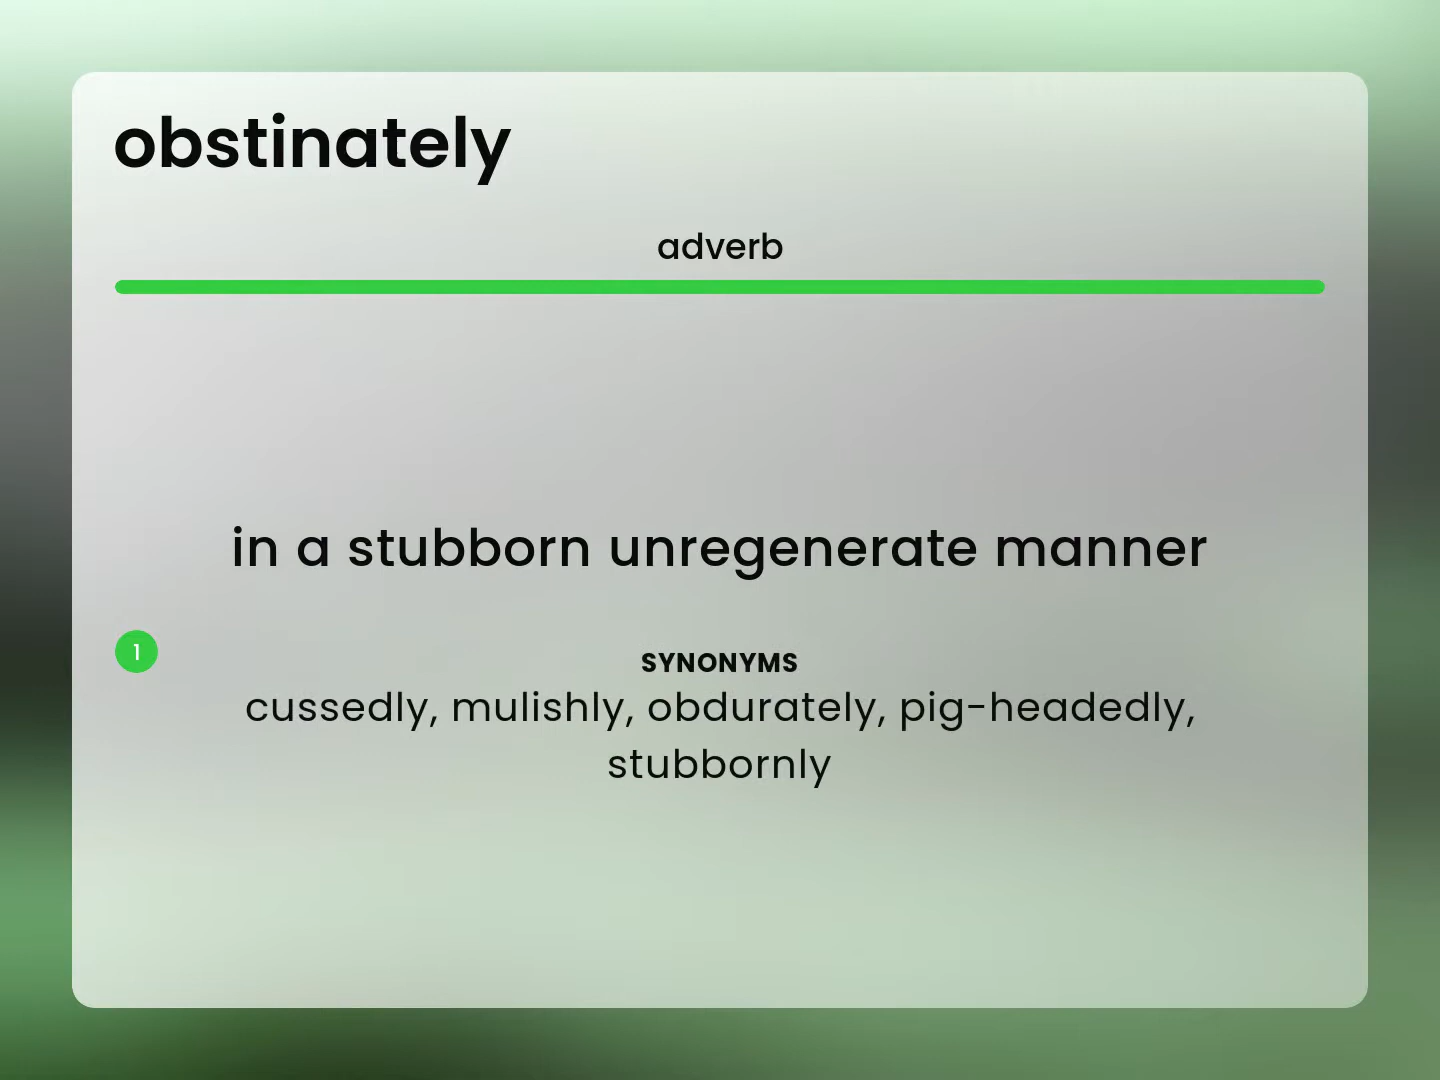 obstinately
adverb
in a stubborn unregenerate manner
1
SYNONYMS
cussedly, mulishly, obdurately, pig-headedly,
stubbornly